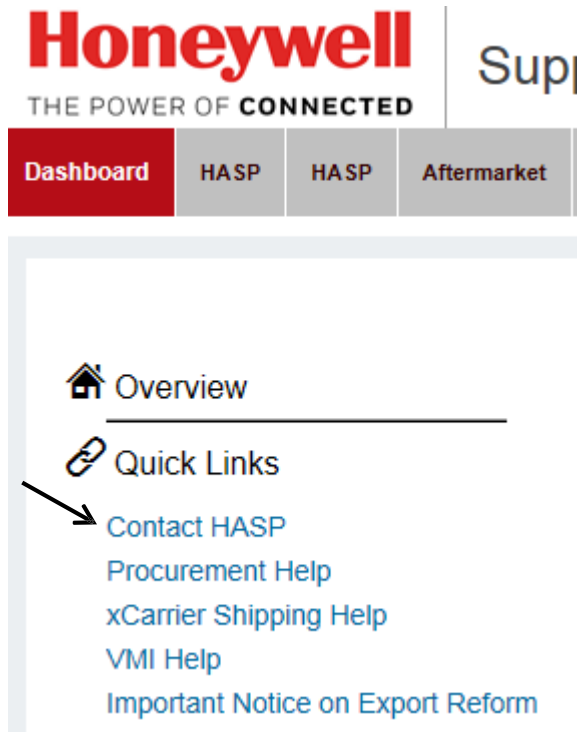 Honeywell
THE POWER OF CONNECTED
Dashboard HASP HASP Aftermarket
Overview
Quick Links
Contact HASP
Procurement Help
xCarrier Shipping Help
VMI Help
Important Notice on Export Reform